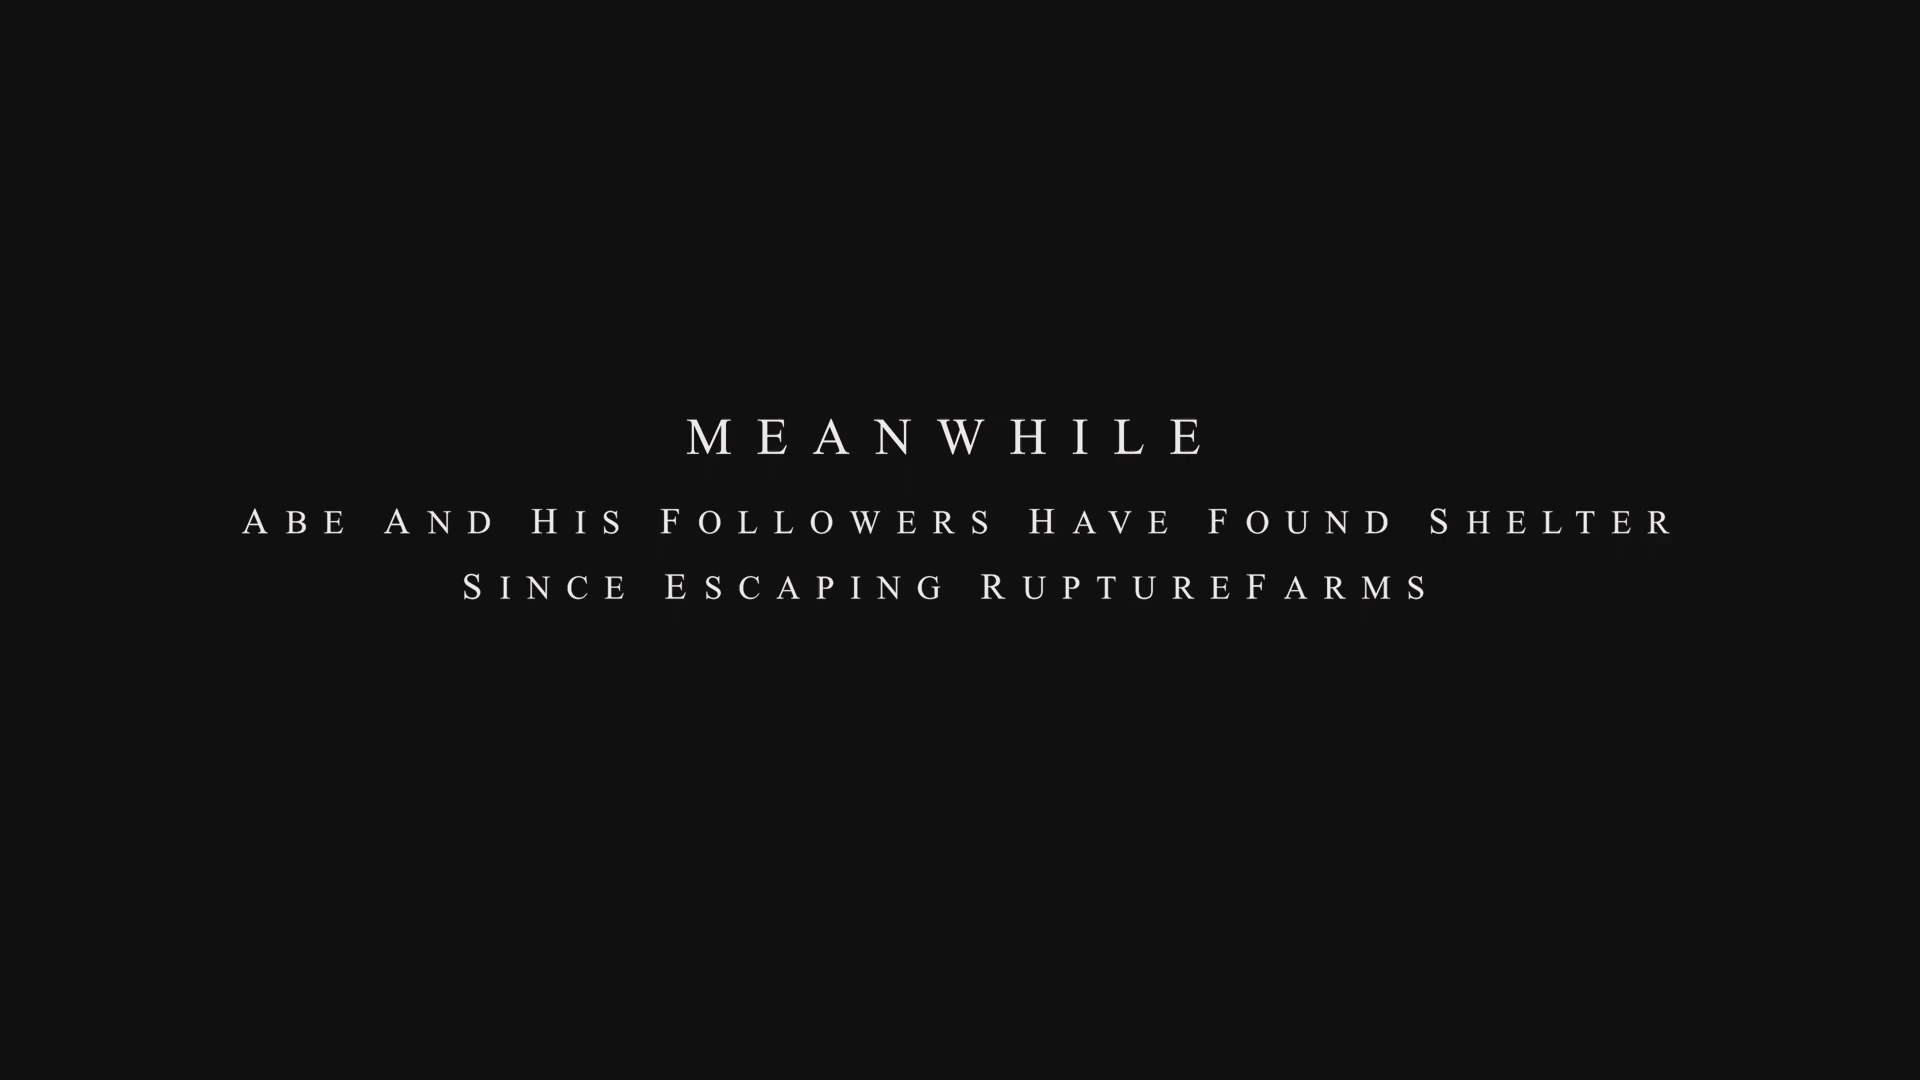 MEANWHILE
Abe And His Followers Have Found Shelter
Since Escaping RuptureFarms